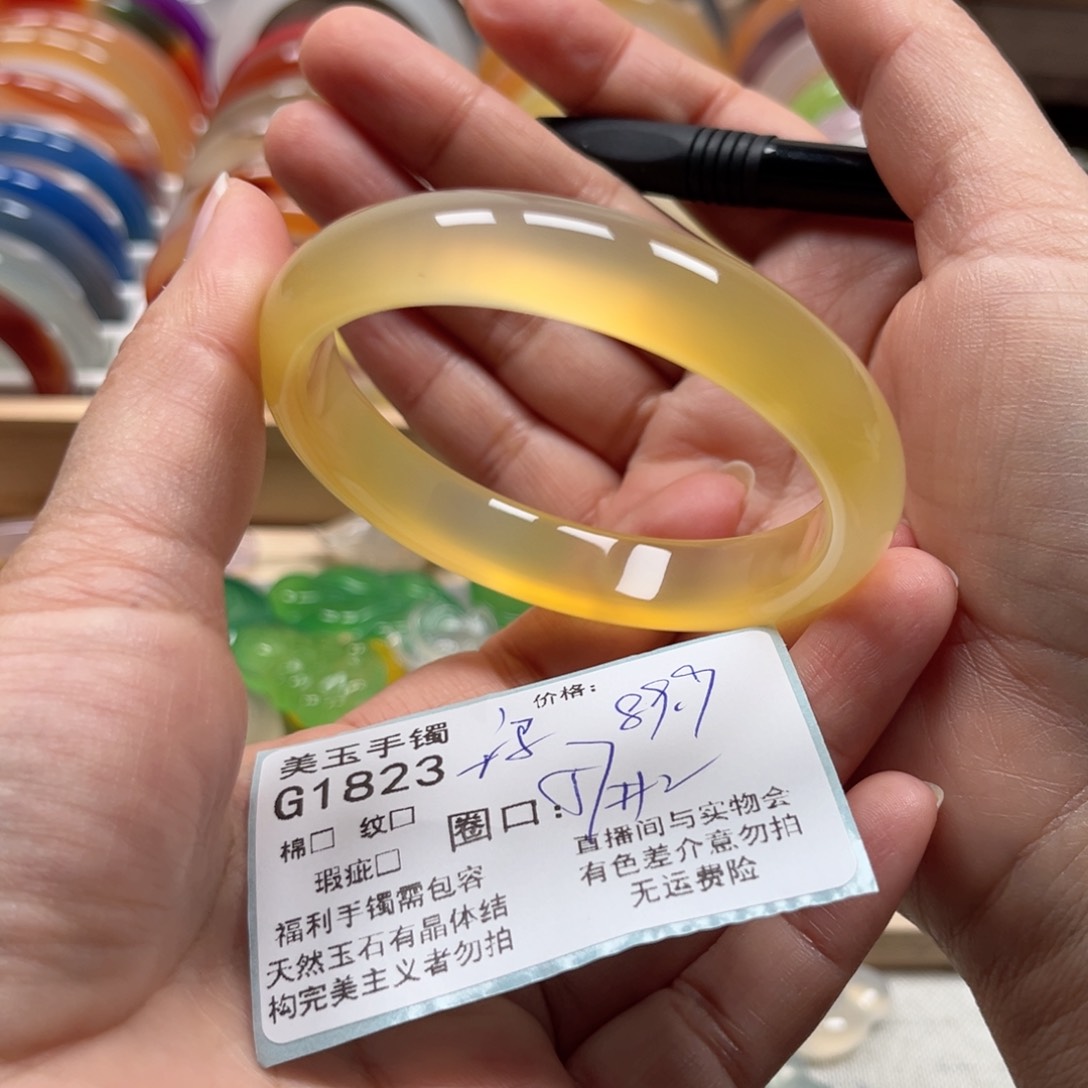 美玉手镯
价格: 89.9
G1823
棉□ 纹□
圈口:
瑕疵□
福利手镯需包容
天然玉石有晶体结
构完美主义者勿拍
直播间与实物会
有色差介意勿拍
无运费险